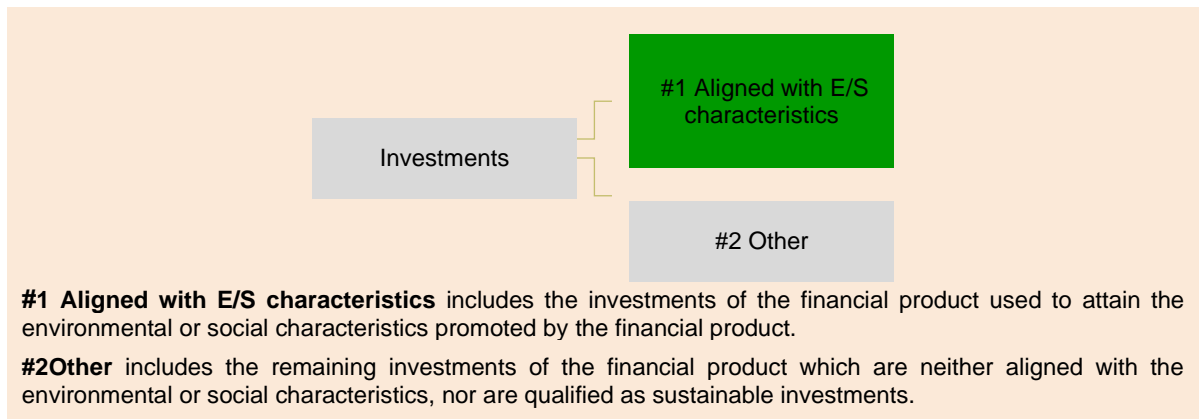 #1 Aligned with E/S
characteristics
Investments
#2 Other
#1 Aligned with E/S characteristics includes the investments of the financial product used to attain the
environmental or social characteristics promoted by the financial product.
#2Other includes the remaining investments of the financial product which are neither aligned with the
environmental or social characteristics, nor are qualified as sustainable investments.